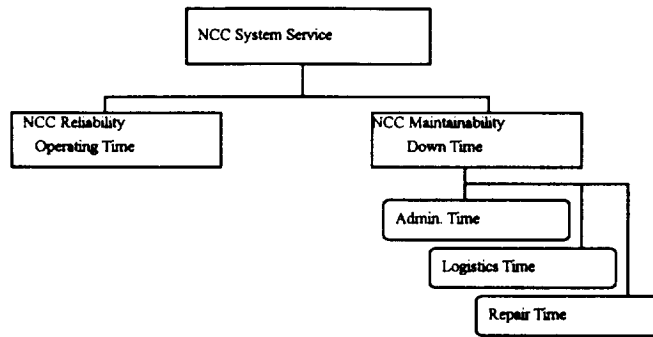 NCC System Service
NCC Reliability
Operating Time
NCC Maintainability
Down Time
Admin. Time
Logistics Time
Repair Time